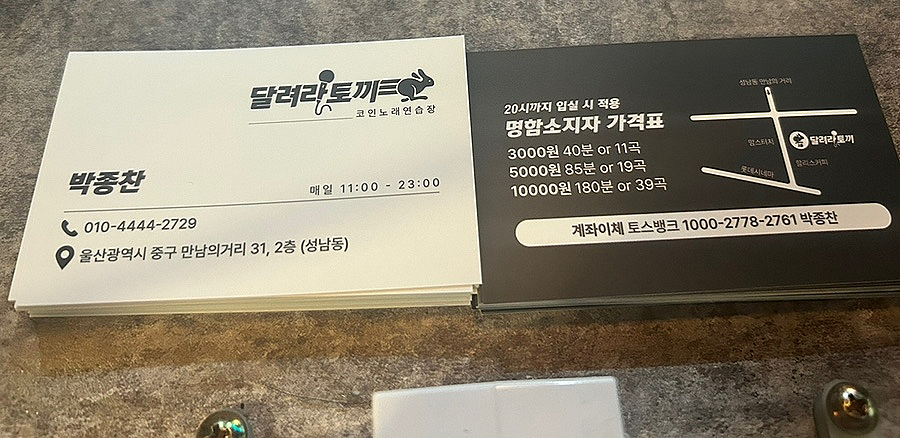 달려라토끼
코인노래연습장
박종찬
매일 11:00 - 23:00
010-4444-2729
울산광역시 중구 만남의거리 31, 2층 (성남동)
20시까지 입실 시 적용
명함소지자 가격표
3000원 40분 or 11곡
5000원 85분 or 19곡
10000원 180분 or 39곡
성남동 만남의 거리
맘스터치
달려라토끼
할리스커피
롯데시네마
계좌이체 토스뱅크 1000-2778-2761 박종찬